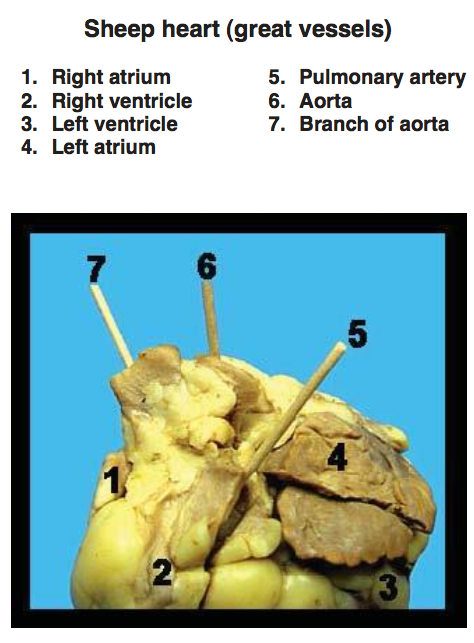 Sheep heart (great vessels)
1. Right atrium
2. Right ventricle
3. Left ventricle
4. Left atrium
5. Pulmonary artery
6. Aorta
7. Branch of aorta
7
6
5
4
1
2
3